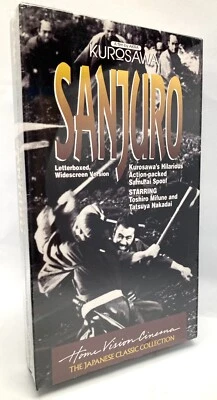 KUROSAWA
SANJURO
Letterboxed,
Widescreen Version
Kurosawa's Hilarious
Action-packed
Samurai Spoof
STARRING
Toshiro Mifune and
Tatsuya Nakadai
Home Vision Cinema
THE JAPANESE CLASSIC COLLECTION